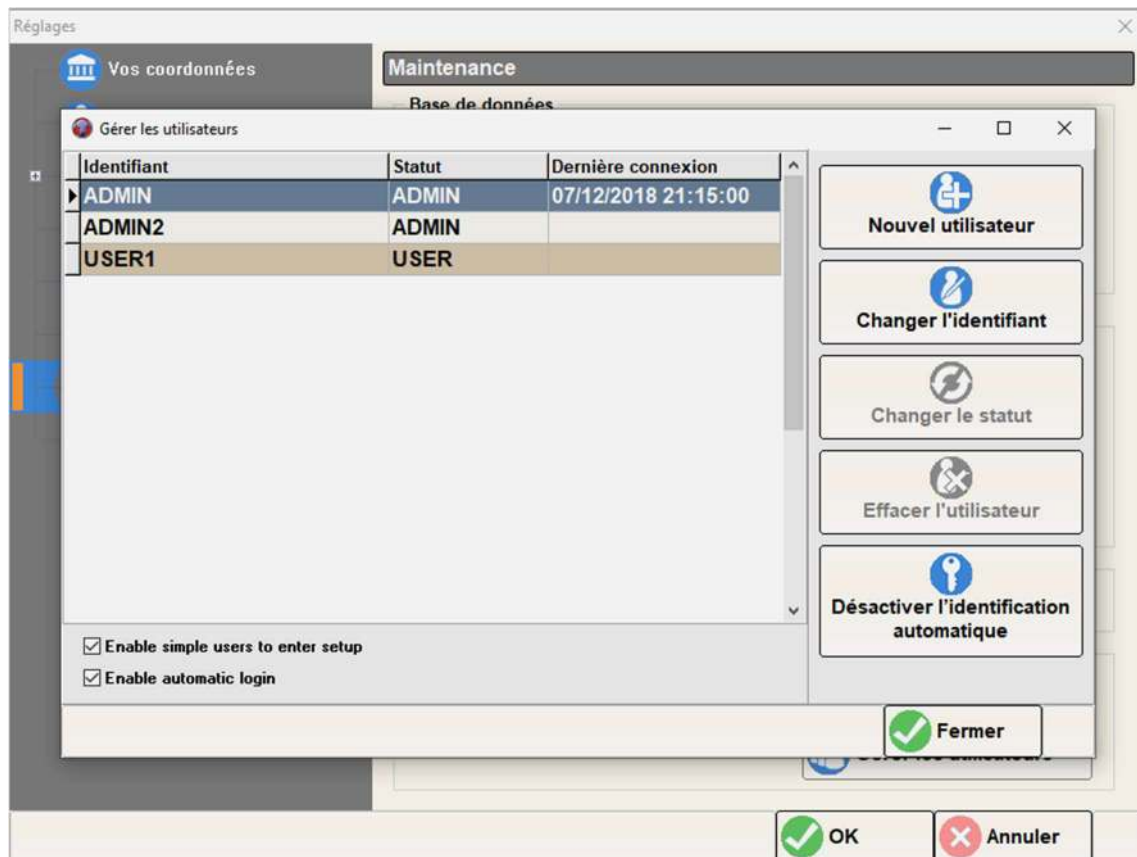 Réglages
Vos coordonnées
Maintenance
Base de données
Gérer les utilisateurs
Identifiant Statut Dernière connexion
ADMIN ADMIN 07/12/2018 21:15:00
ADMIN2 ADMIN
USER1 USER
Nouvel utilisateur
Changer l'identifiant
Changer le statut
Effacer l'utilisateur
Désactiver l'identification
automatique
Enable simple users to enter setup
Enable automatic login
Fermer
OK
Annuler